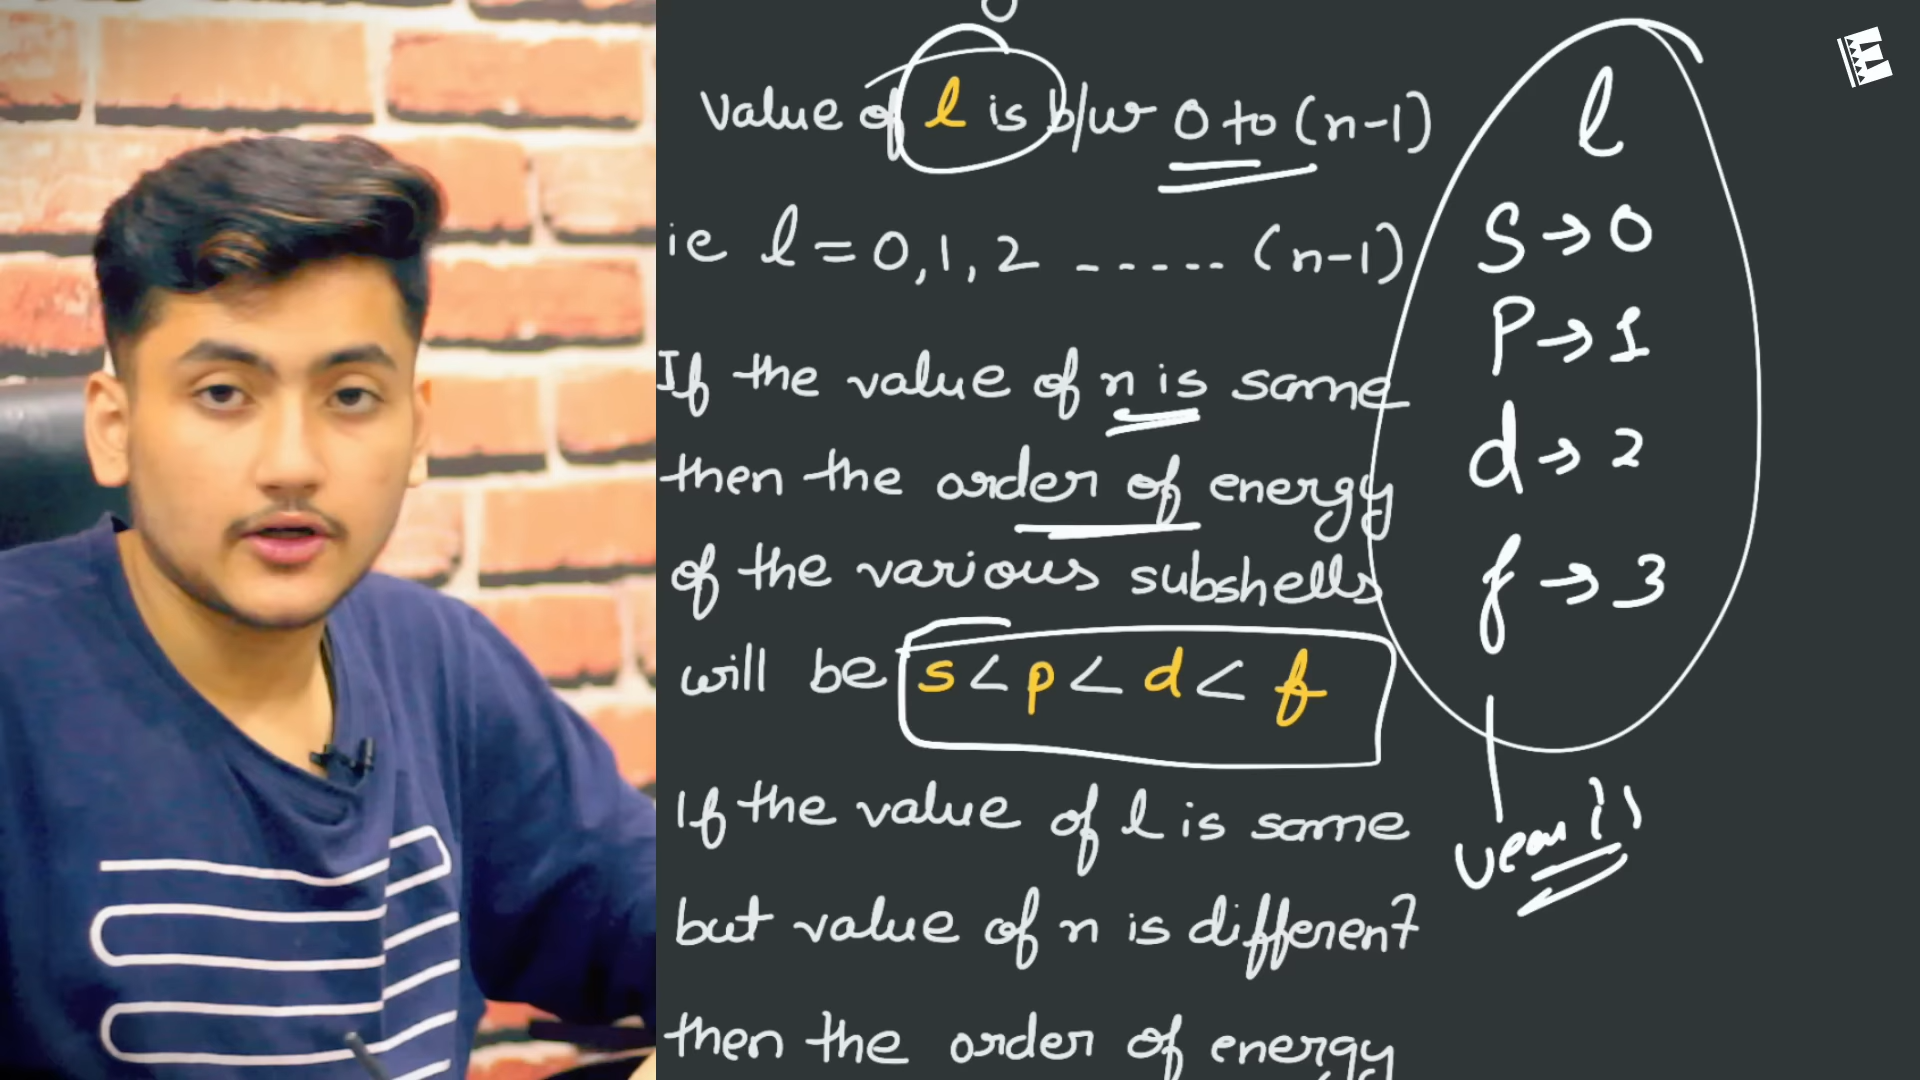 Value of l is b/w 0 to (n-1)
ie l = 0,1,2 ----- (n-1)
If the value of n is same
then the order of energy
of the various subshells
will be s < p < d < f
If the value of l is same
but value of n is different
then the order of energy
l
S → 0
P → 1
d → 2
f → 3
E